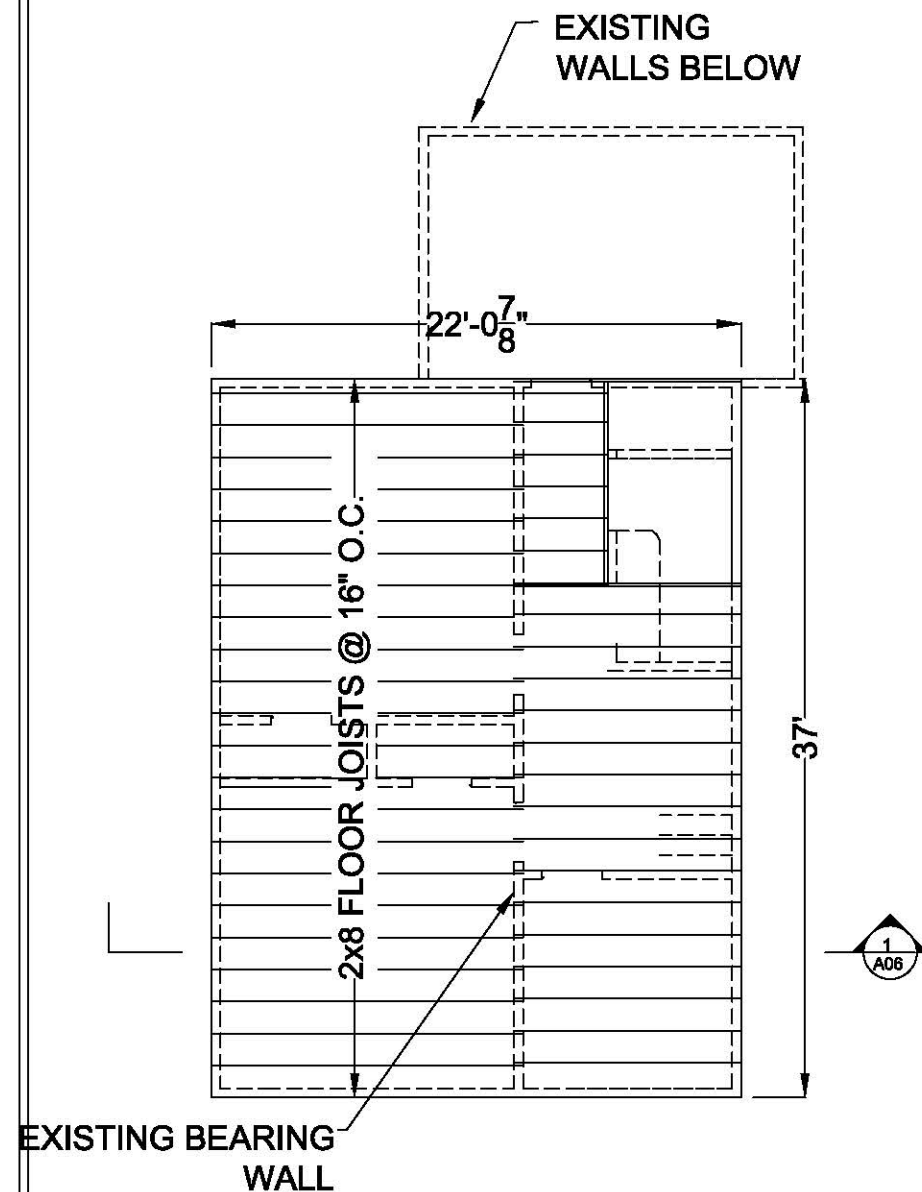 EXISTING
WALLS BELOW
22'-0 7/8"
2x8 FLOOR JOISTS @ 16" O.C.
37'
1
A06
EXISTING BEARING
WALL